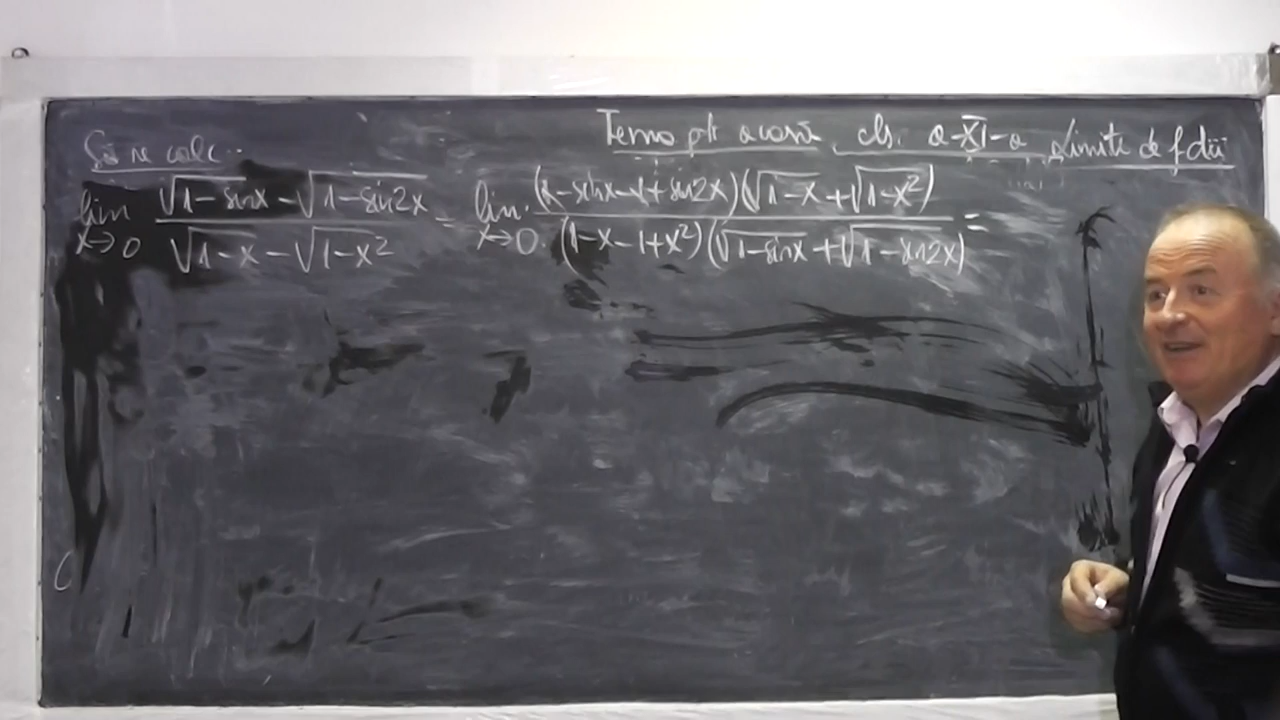 Temă pt acasă, cls. a-XI-a Limite de f-ții
Să se calc.
lim x→0 (√(1-sinx) - √(1-sin2x)) / (√(1-x) - √(1-x²)) = lim x→0 ((1-sinx-1+sin2x)(√(1-x)+√(1-x²))) / ((1-x-1+x²)(√(1-sinx)+√(1-sin2x))) =